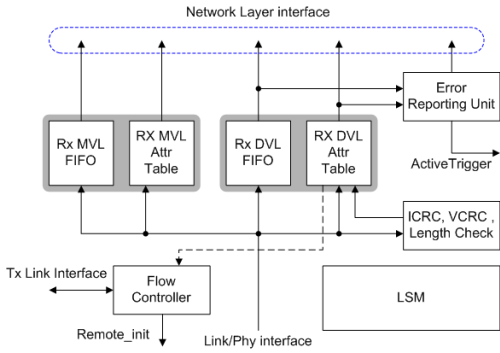 Network Layer interface
Error
Reporting Unit
Rx MVL
FIFO
RX MVL
Attr
Table
Rx DVL
FIFO
RX DVL
Attr
Table
ActiveTrigger
ICRC, VCRC ,
Length Check
Tx Link Interface
Flow
Controller
LSM
Remote_init
Link/Phy interface